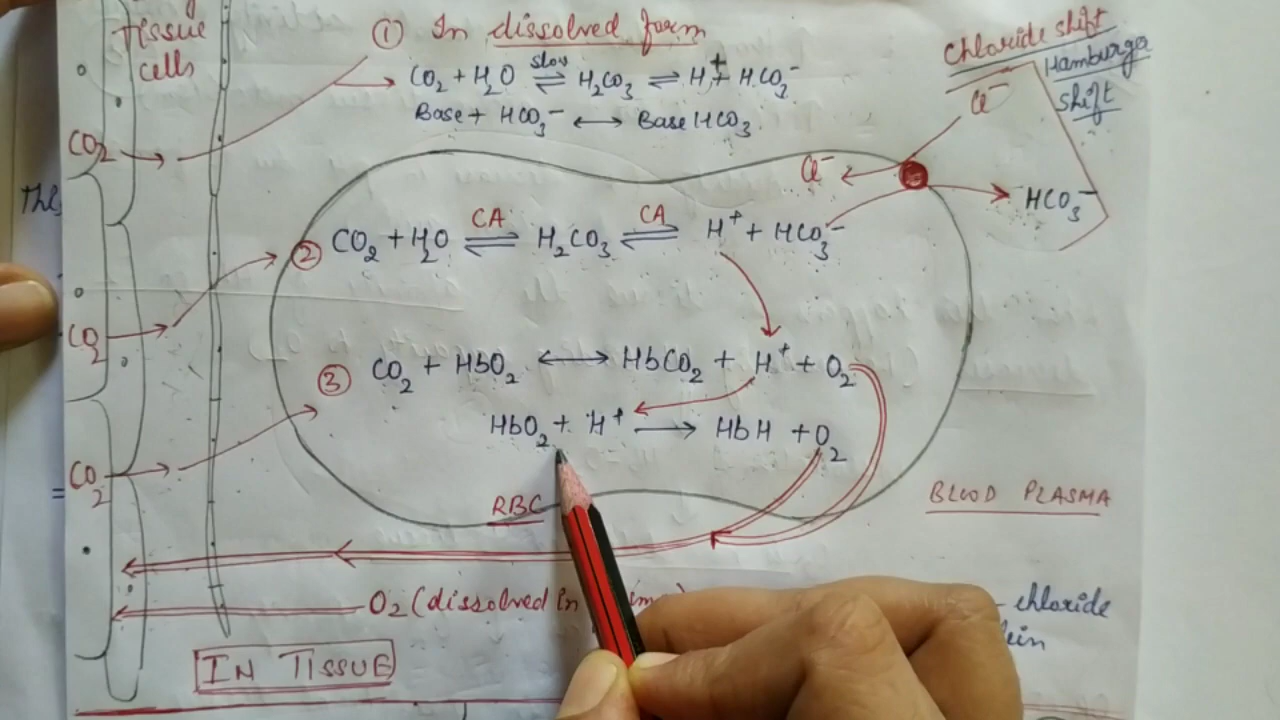 Tissue
cells
① In dissolved form
CO₂ + H₂O ⇌ slow H₂CO₃ ⇌ H⁺ + HCO₃⁻
Base + HCO₃⁻ ⟷ Base HCO₃
Chloride shift
Hamburga
shift
Cl⁻
CO₂
Cl⁻
HCO₃⁻
② CO₂ + H₂O ⇌ CA H₂CO₃ ⇌ CA H⁺ + HCO₃⁻
CO₂
③ CO₂ + HbO₂ ⟷ HbCO₂ + H⁺ + O₂
HbO₂ + H⁺ → HbH + O₂
CO₂
RBC
BLOOD PLASMA
O₂ (dissolved in
chloride
IN TISSUE